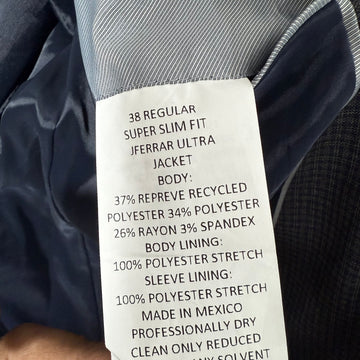 38 REGULAR
SUPER SLIM FIT
JFERRAR ULTRA
JACKET
BODY:
37% REPREVE RECYCLED
POLYESTER 34% POLYESTER
26% RAYON 3% SPANDEX
BODY LINING:
100% POLYESTER STRETCH
SLEEVE LINING:
100% POLYESTER STRETCH
MADE IN MEXICO
PROFESSIONALLY DRY
CLEAN ONLY REDUCED
SOLVENT